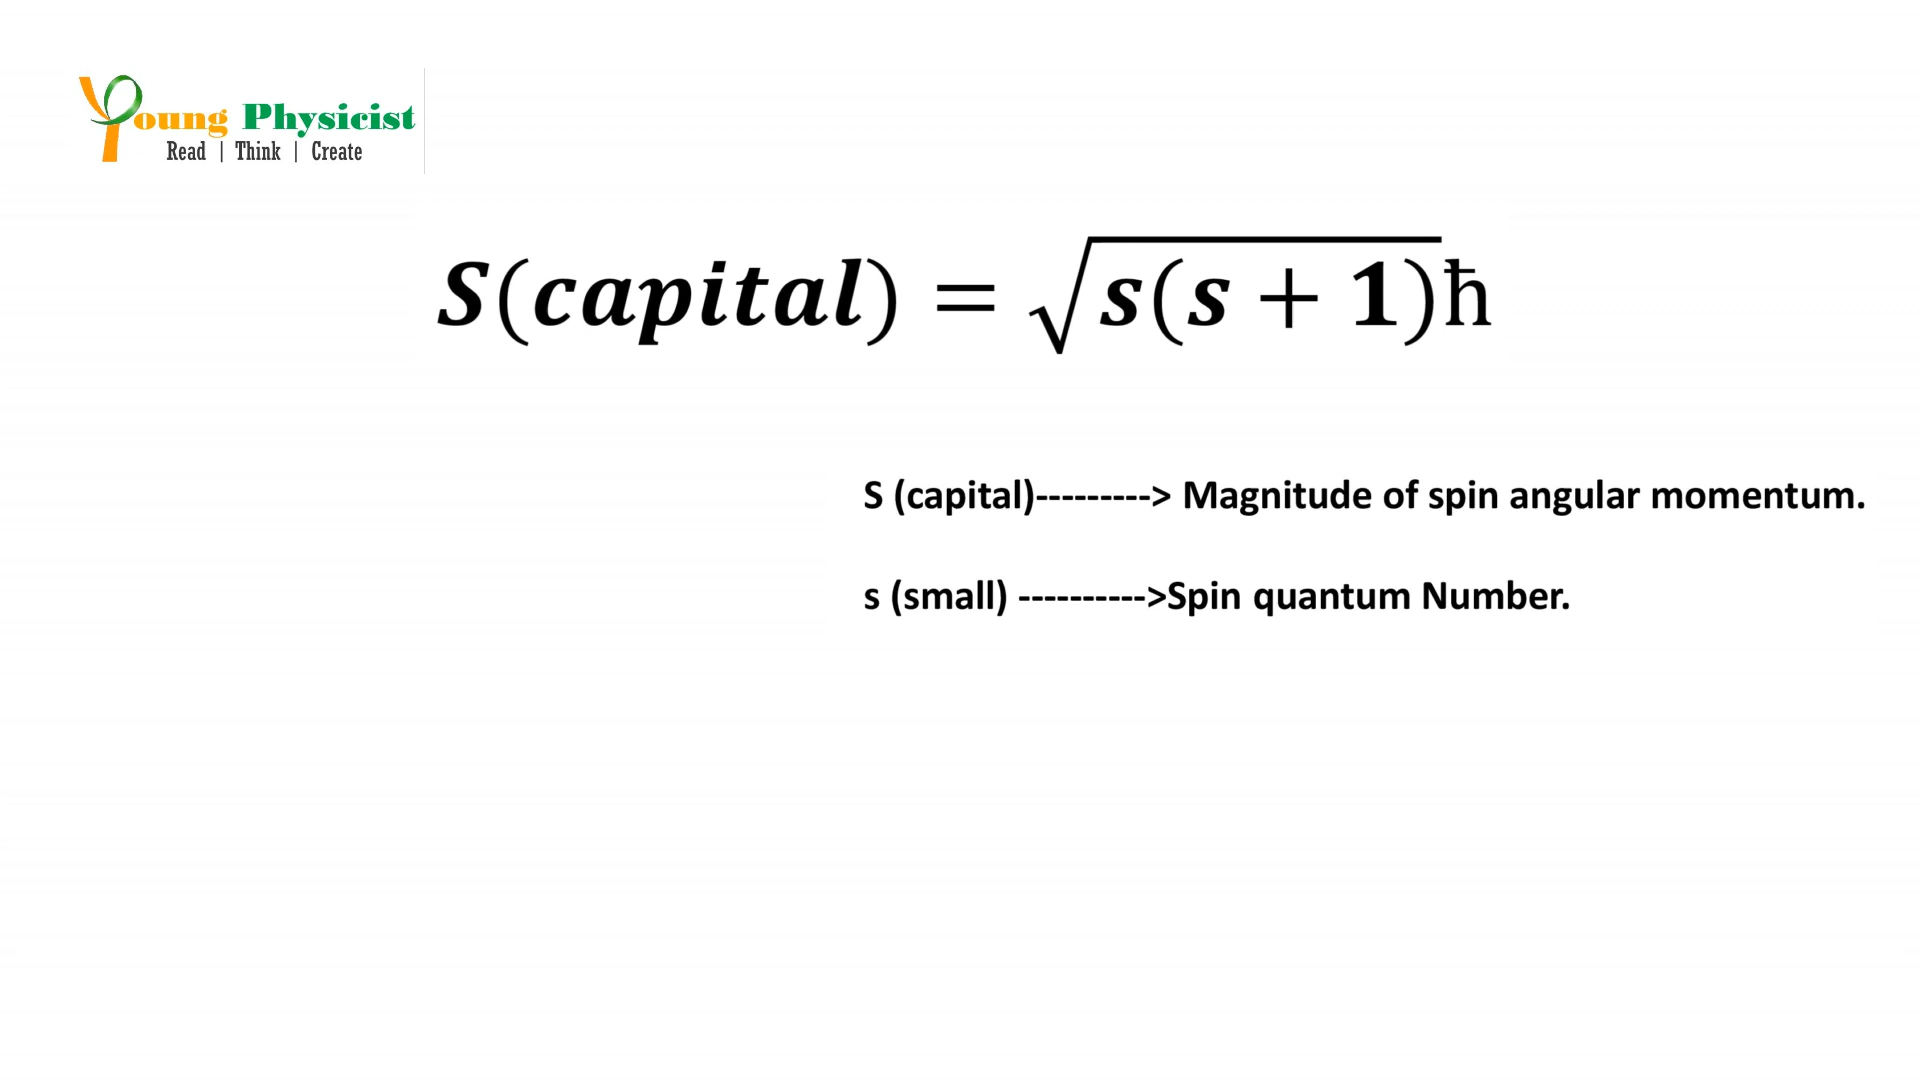 Young Physicist
Read | Think | Create
S(capital) = √s(s + 1)ħ
S (capital)---------> Magnitude of spin angular momentum.
s (small) ---------->Spin quantum Number.